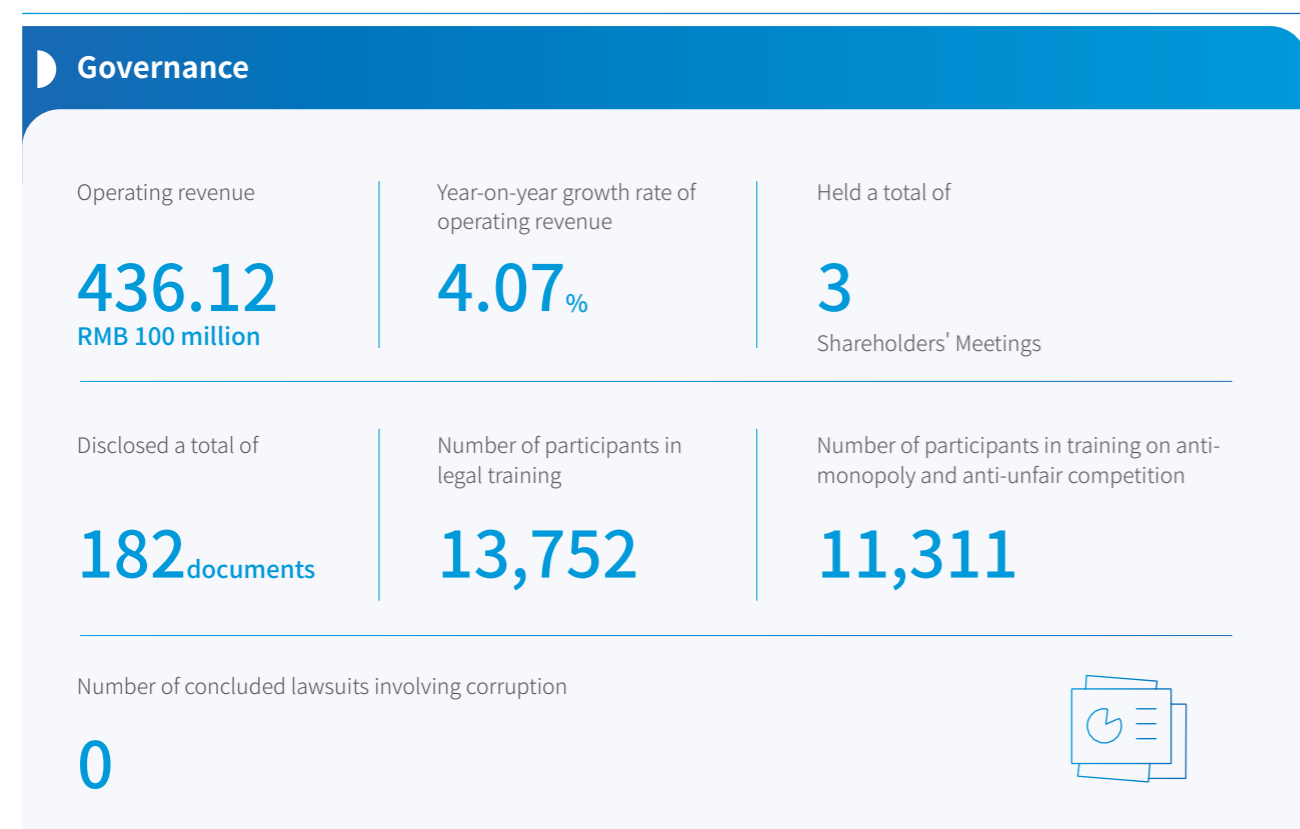 Governance
Operating revenue
436.12
RMB 100 million
Year-on-year growth rate of
operating revenue
4.07%
Held a total of
3
Shareholders' Meetings
Disclosed a total of
182documents
Number of participants in
legal training
13,752
Number of participants in training on anti-
monopoly and anti-unfair competition
11,311
Number of concluded lawsuits involving corruption
0